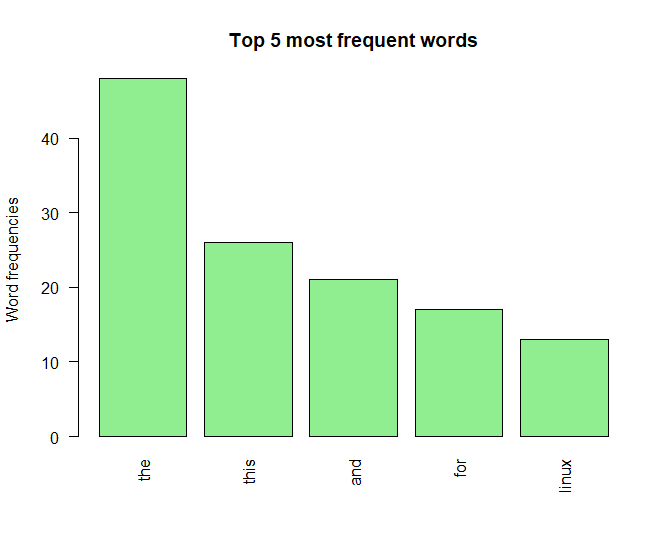 Top 5 most frequent words
Word frequencies
40
30
20
10
0
the
this
and
for
linux